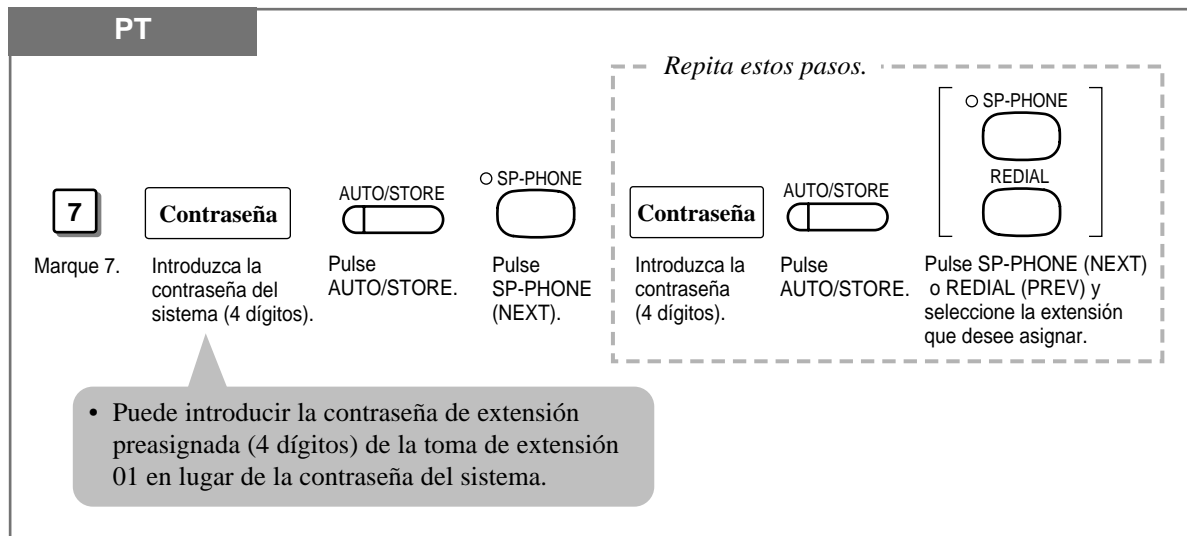 PT
Repita estos pasos.
SP-PHONE
REDIAL
7
Contraseña
AUTO/STORE
SP-PHONE
Contraseña
AUTO/STORE
Marque 7.
Introduzca la
contraseña del
sistema (4 dígitos).
Pulse
AUTO/STORE.
Pulse
SP-PHONE
(NEXT).
Introduzca la
contraseña
(4 dígitos).
Pulse
AUTO/STORE.
Pulse SP-PHONE (NEXT)
o REDIAL (PREV) y
seleccione la extensión
que desee asignar.
• Puede introducir la contraseña de extensión
preasignada (4 dígitos) de la toma de extensión
01 en lugar de la contraseña del sistema.